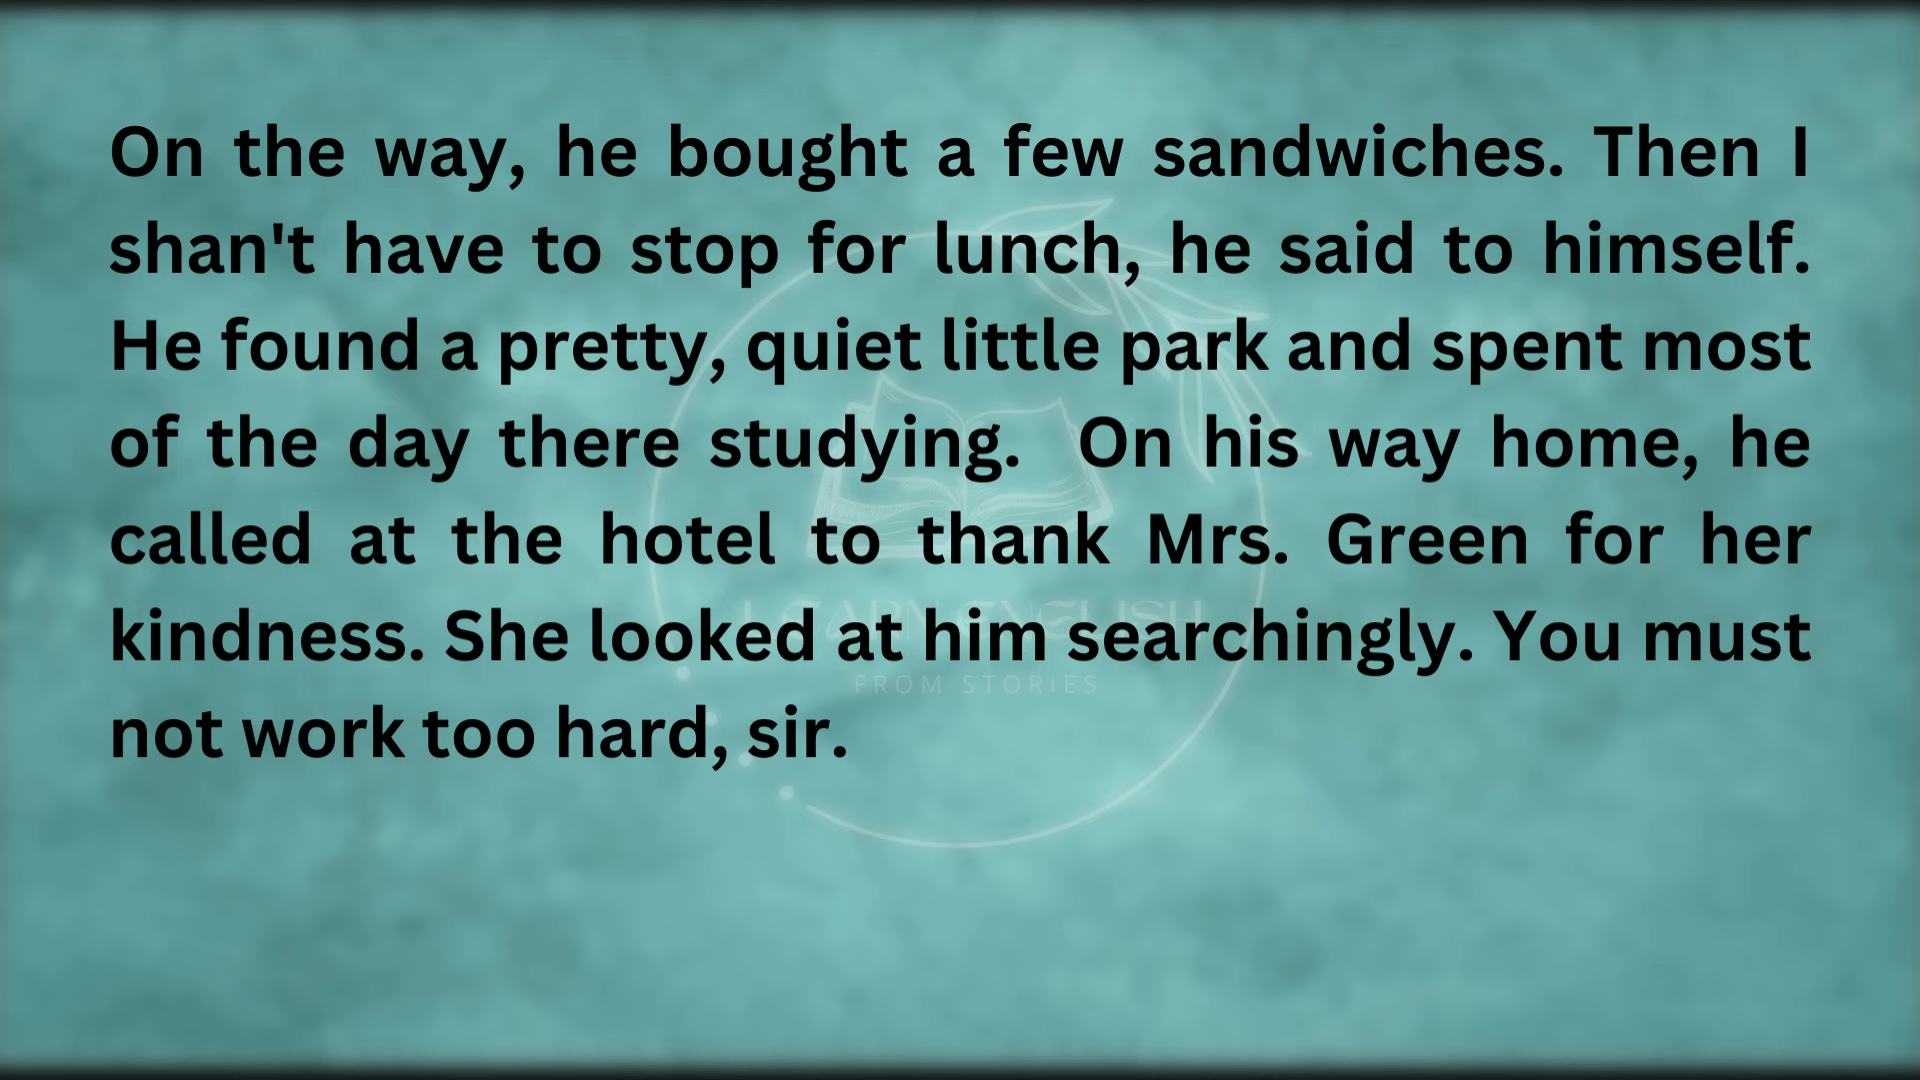 On the way, he bought a few sandwiches. Then I
shan't have to stop for lunch, he said to himself.
He found a pretty, quiet little park and spent most
of the day there studying.  On his way home, he
called at the hotel to thank Mrs. Green for her
kindness. She looked at him searchingly. You must
not work too hard, sir.
LEARN ENGLISH
FROM STORIES